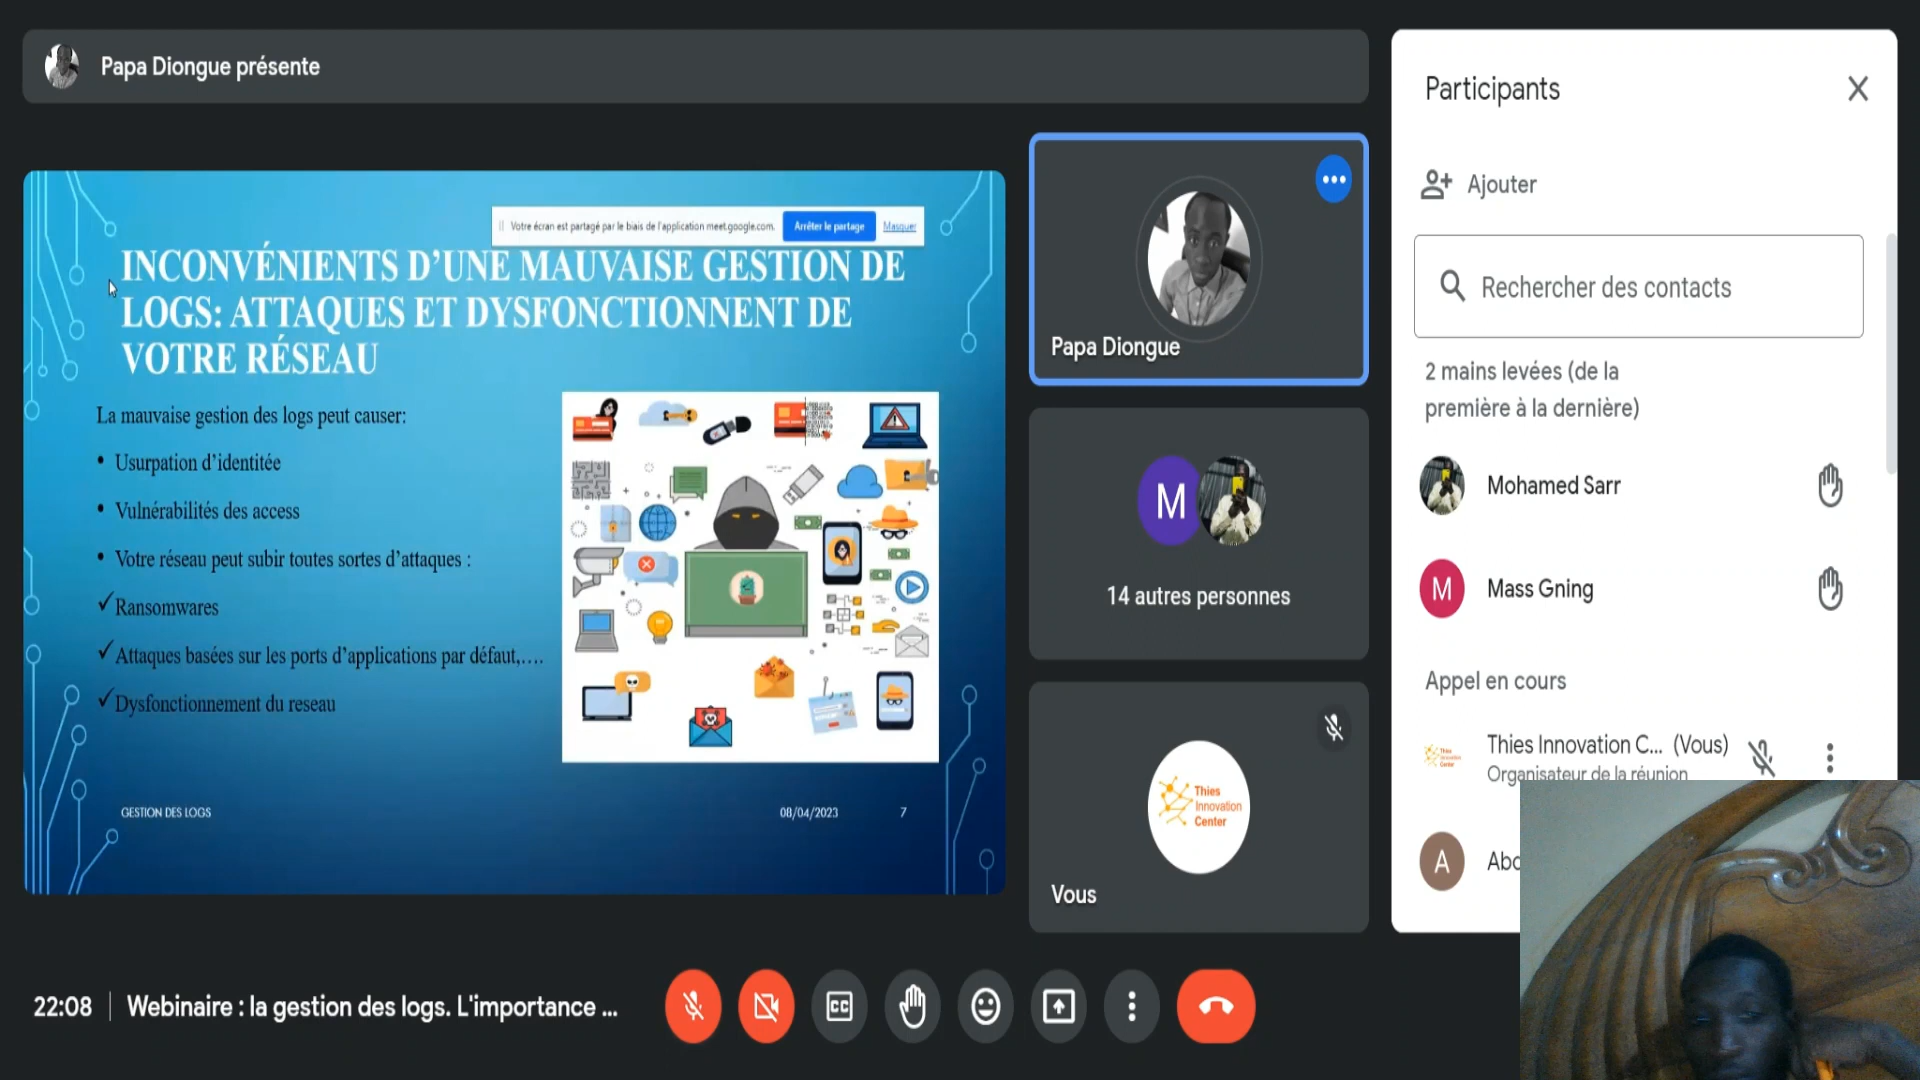 Papa Diongue présente
Votre écran est partagé par le biais de l'application meet.google.com.
Arrêter le partage
Masquer
INCONVÉNIENTS D'UNE MAUVAISE GESTION DE
LOGS: ATTAQUES ET DYSFONCTIONNENT DE
VOTRE RÉSEAU
La mauvaise gestion des logs peut causer:
• Usurpation d'identitée
• Vulnérabilités des access
• Votre réseau peut subir toutes sortes d'attaques :
✓ Ransomwares
✓ Attaques basées sur les ports d'applications par défaut,….
✓ Dysfonctionnement du reseau
GESTION DES LOGS
08/04/2023
7
Papa Diongue
M
14 autres personnes
Thies
Innovation
Center
Vous
Participants
Ajouter
Rechercher des contacts
2 mains levées (de la
première à la dernière)
Mohamed Sarr
M
Mass Gning
Appel en cours
Thies
Innovation
Center
Thies Innovation C... (Vous)
Organisateur de la réunion
A
22:08
Webinaire : la gestion des logs. L'importance ...
CC